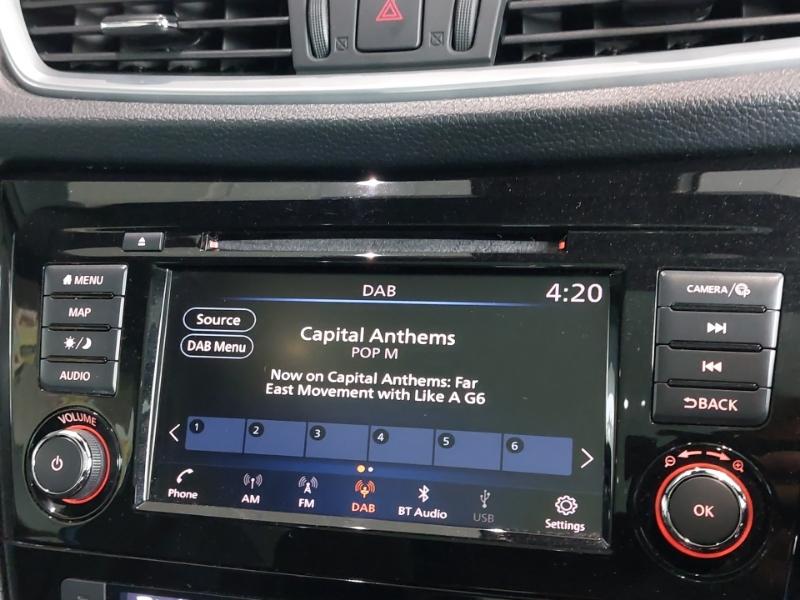 DAB
4:20
MENU
MAP
AUDIO
VOLUME
Source
DAB Menu
Capital Anthems
POP M
Now on Capital Anthems: Far
East Movement with Like A G6
1 2 3 4 5 6
Phone
AM
FM
DAB
BT Audio
USB
Settings
CAMERA/
BACK
OK